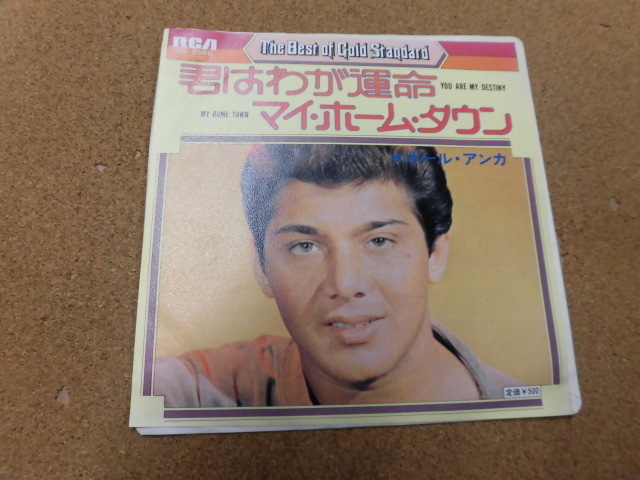 RCA
The Best of Gold Standard
君はわが運命 YOU ARE MY DESTINY
MY HOME TOWN マイ・ホーム・タウン
ポール・アンカ
定価￥500